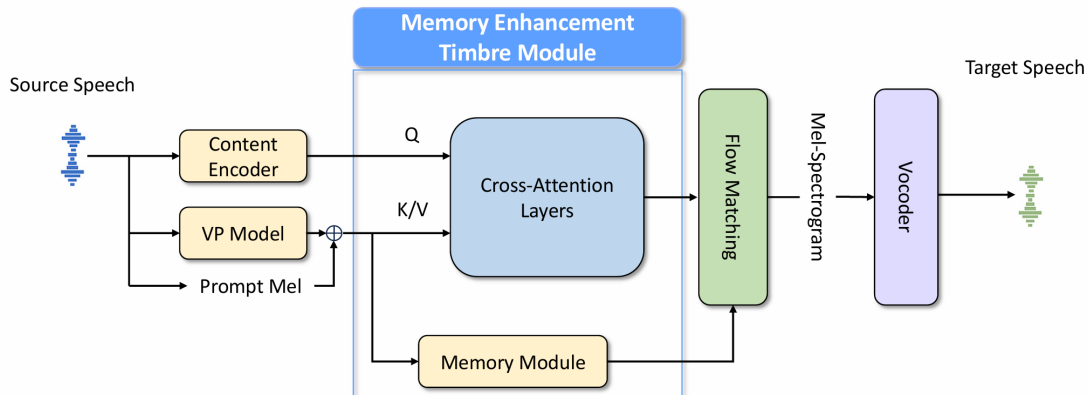 Memory Enhancement
Timbre Module
Source Speech
Target Speech
Content
Encoder
Q
Cross-Attention
Layers
K/V
VP Model
Prompt Mel
Memory Module
Flow Matching
Mel-Spectrogram
Vocoder